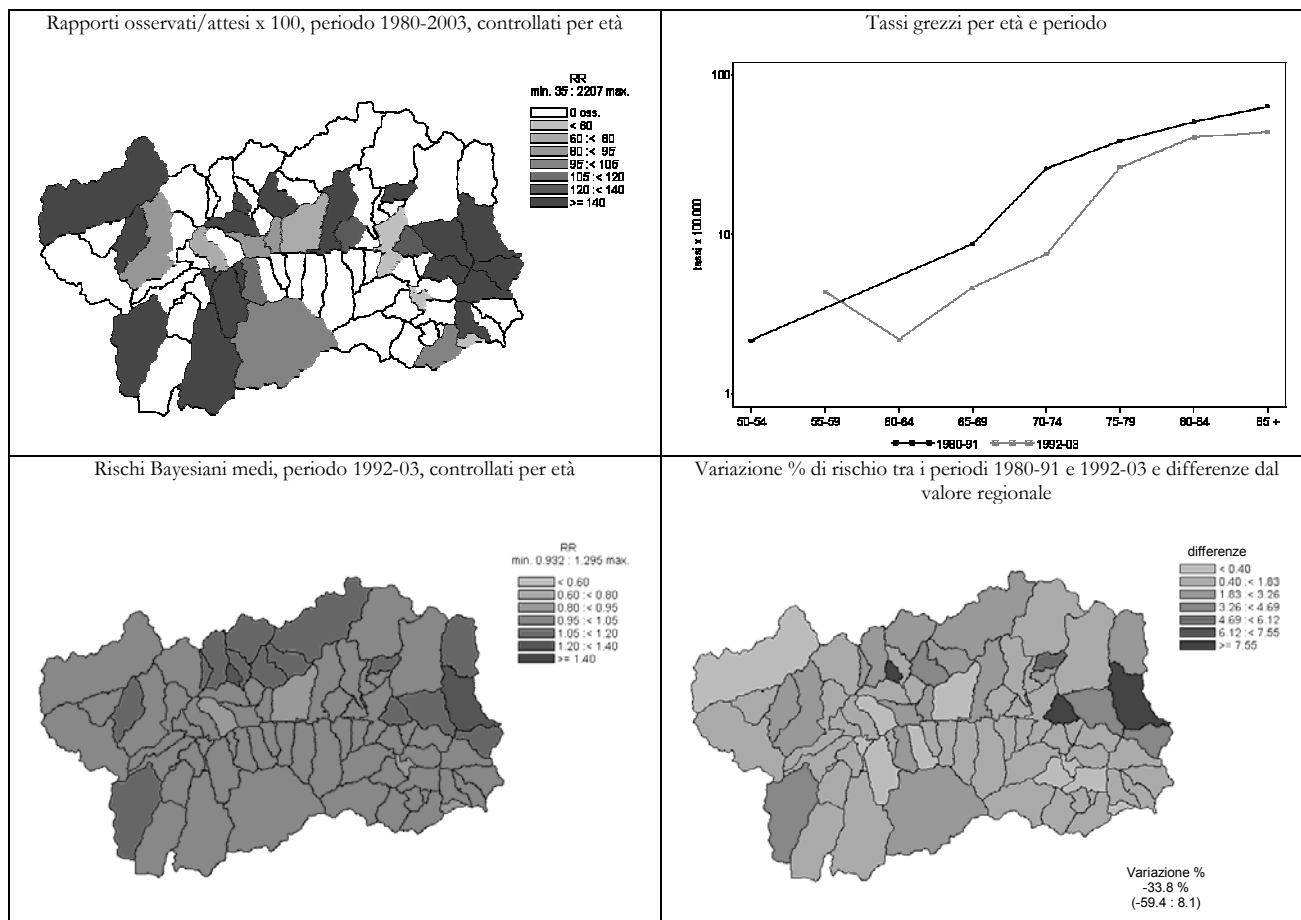 Rapporti osservati/attesi x 100, periodo 1980-2003, controllati per età
RR
min. 35 : 2207 max.
0 oss.
< 60
60 :< 80
80 :< 95
95 :< 105
105 :< 120
120 :< 140
>= 140
Tassi grezzi per età e periodo
100
10
1
tassi x 100.000
50-54
55-59
60-64
65-69
70-74
75-79
80-84
85 +
1980-91
1992-03
Rischi Bayesiani medi, periodo 1992-03, controllati per età
RR
min. 0.932 : 1.295 max.
< 0.60
0.60 :< 0.80
0.80 :< 0.95
0.95 :< 1.05
1.05 :< 1.20
1.20 :< 1.40
>= 1.40
Variazione % di rischio tra i periodi 1980-91 e 1992-03 e differenze dal
valore regionale
differenze
< 0.40
0.40 :< 1.83
1.83 :< 3.26
3.26 :< 4.69
4.69 :< 6.12
6.12 :< 7.55
>= 7.55
Variazione %
-33.8 %
(-59.4 : 8.1)